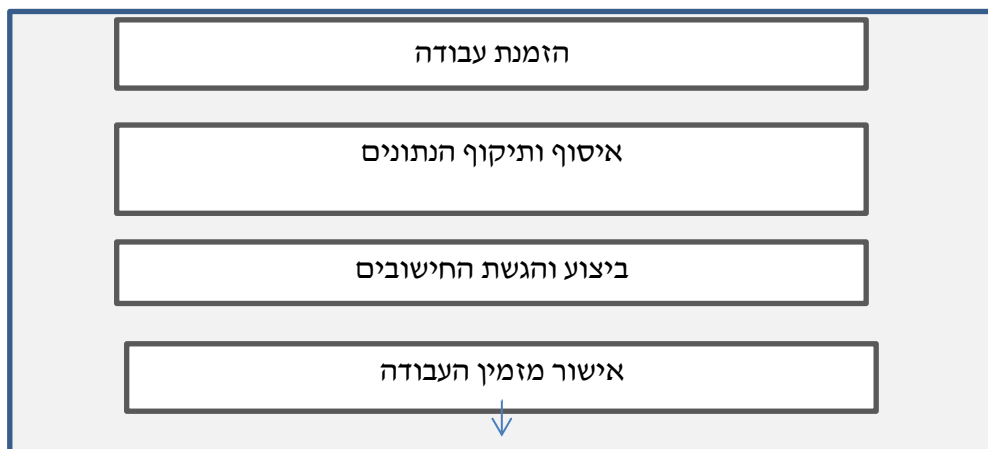 הזמנת עבודה
איסוף ותיקוף הנתונים
ביצוע והגשת החישובים
אישור מזמין העבודה